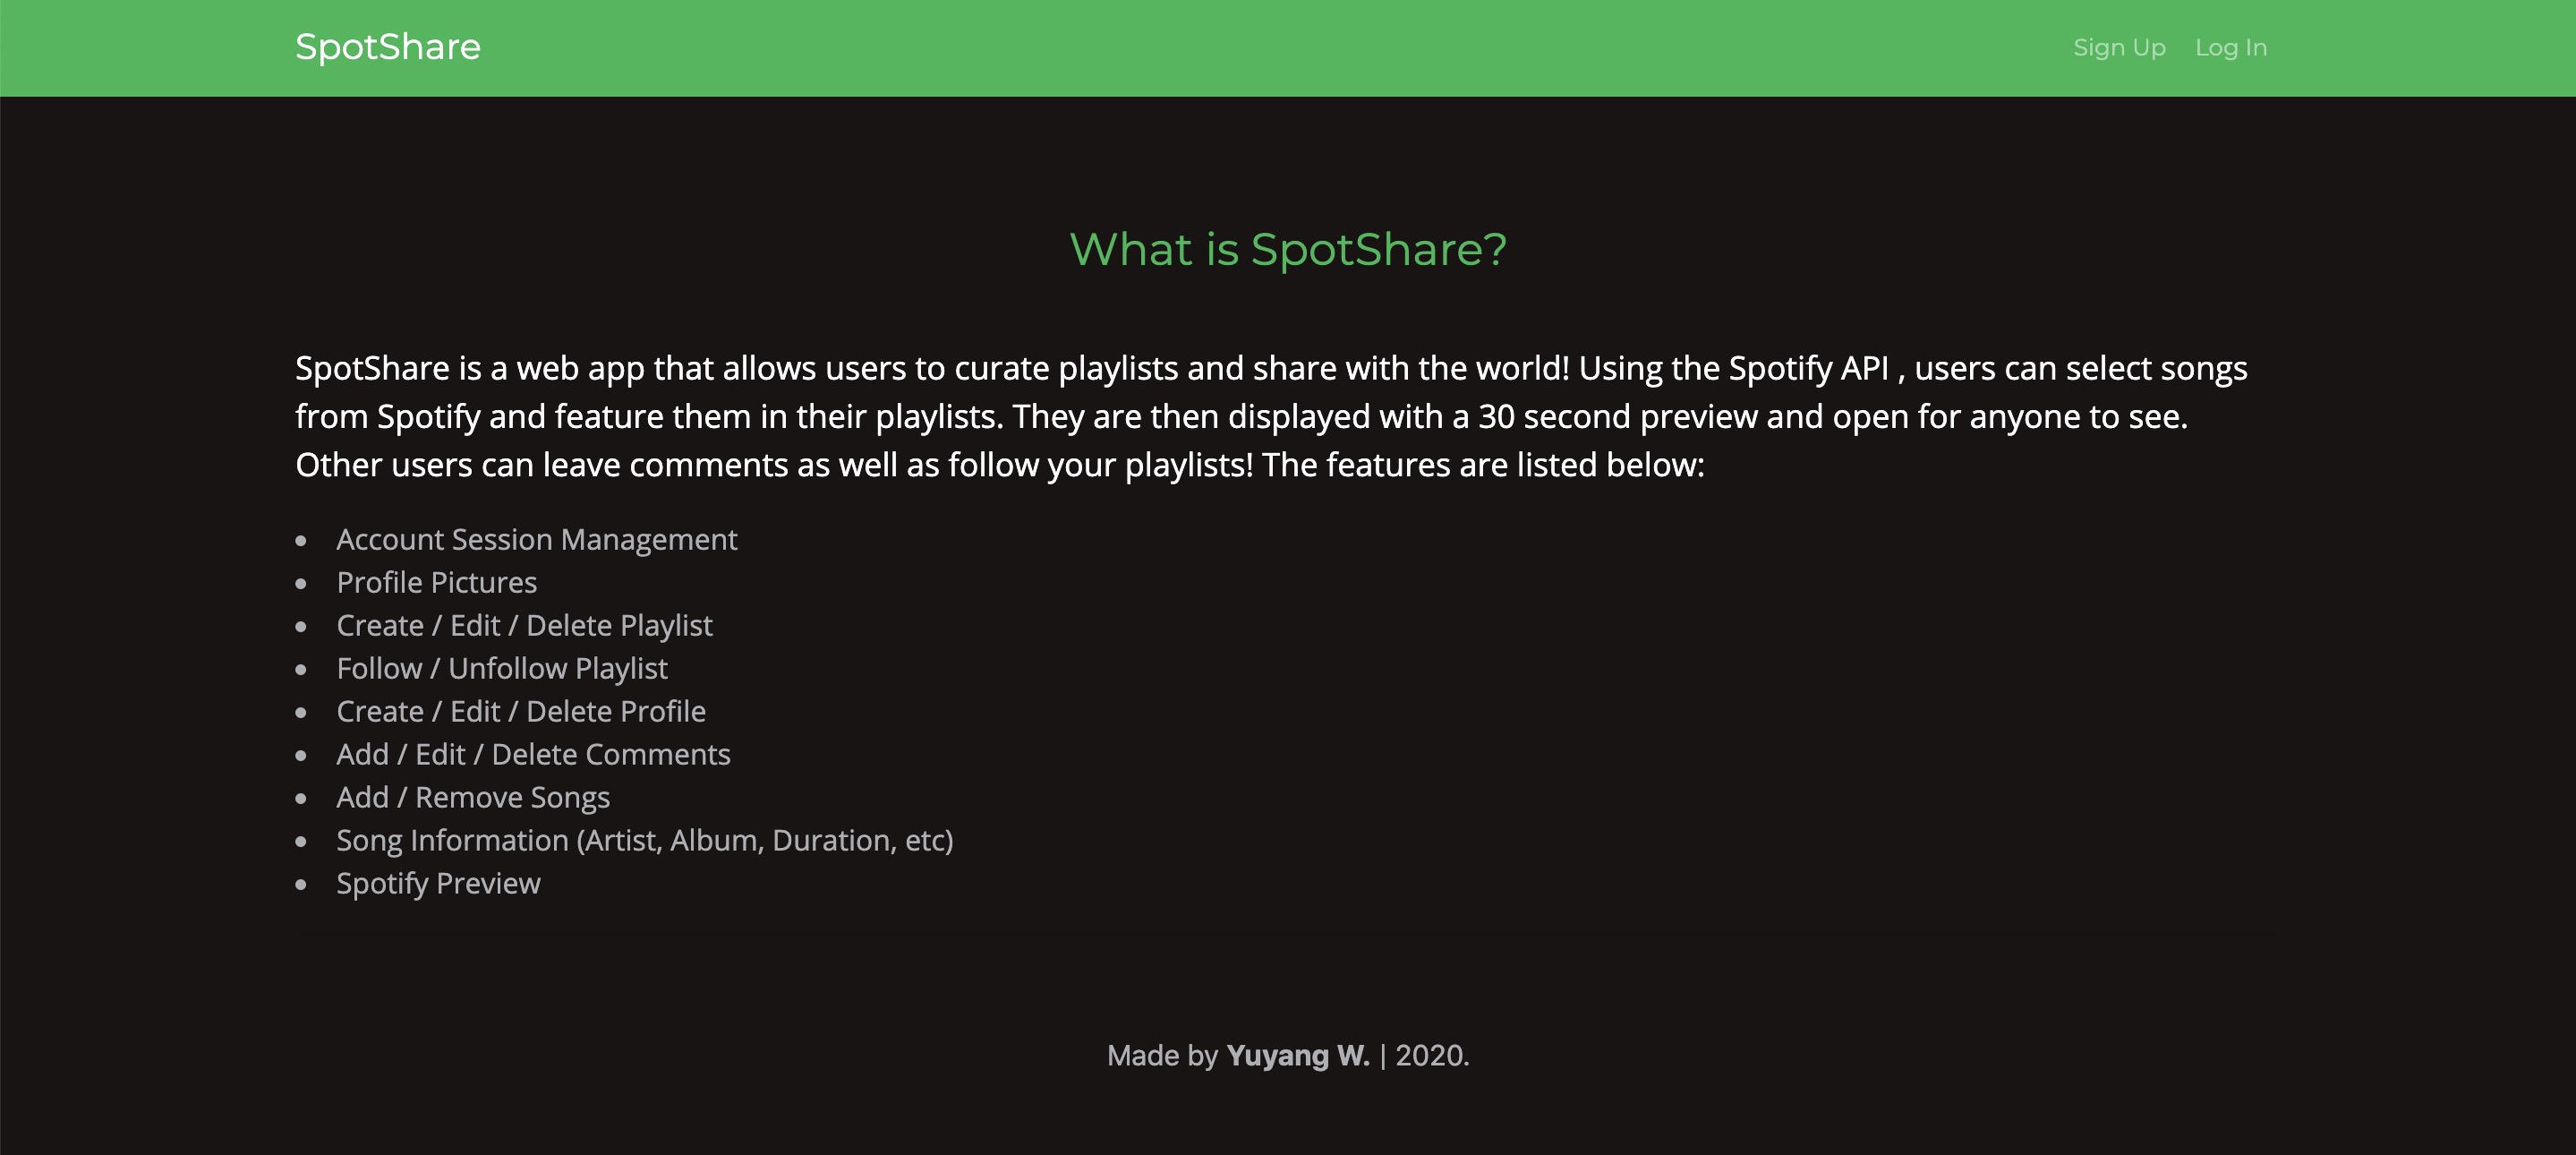 SpotShare
Sign Up Log In
What is SpotShare?
SpotShare is a web app that allows users to curate playlists and share with the world! Using the Spotify API , users can select songs
from Spotify and feature them in their playlists. They are then displayed with a 30 second preview and open for anyone to see.
Other users can leave comments as well as follow your playlists! The features are listed below:
• Account Session Management
• Profile Pictures
• Create / Edit / Delete Playlist
• Follow / Unfollow Playlist
• Create / Edit / Delete Profile
• Add / Edit / Delete Comments
• Add / Remove Songs
• Song Information (Artist, Album, Duration, etc)
• Spotify Preview
Made by Yuyang W. | 2020.